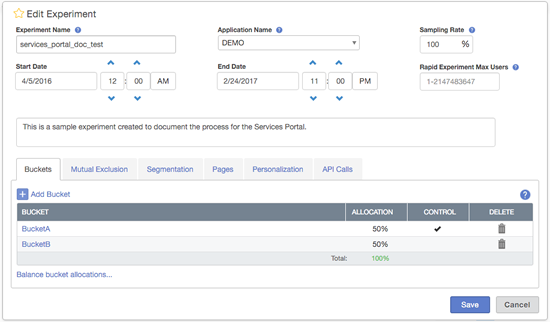 Edit Experiment
Experiment Name ? Application Name ? Sampling Rate ?
services_portal_doc_test DEMO 100 %
Start Date End Date Rapid Experiment Max Users ?
4/5/2016 12 : 00 AM 2/24/2017 11 : 00 PM 1-2147483647
This is a sample experiment created to document the process for the Services Portal.
Buckets Mutual Exclusion Segmentation Pages Personalization API Calls
+ Add Bucket ?
BUCKET ALLOCATION CONTROL DELETE
BucketA 50%
BucketB 50%
Total: 100%
Balance bucket allocations...
Save Cancel